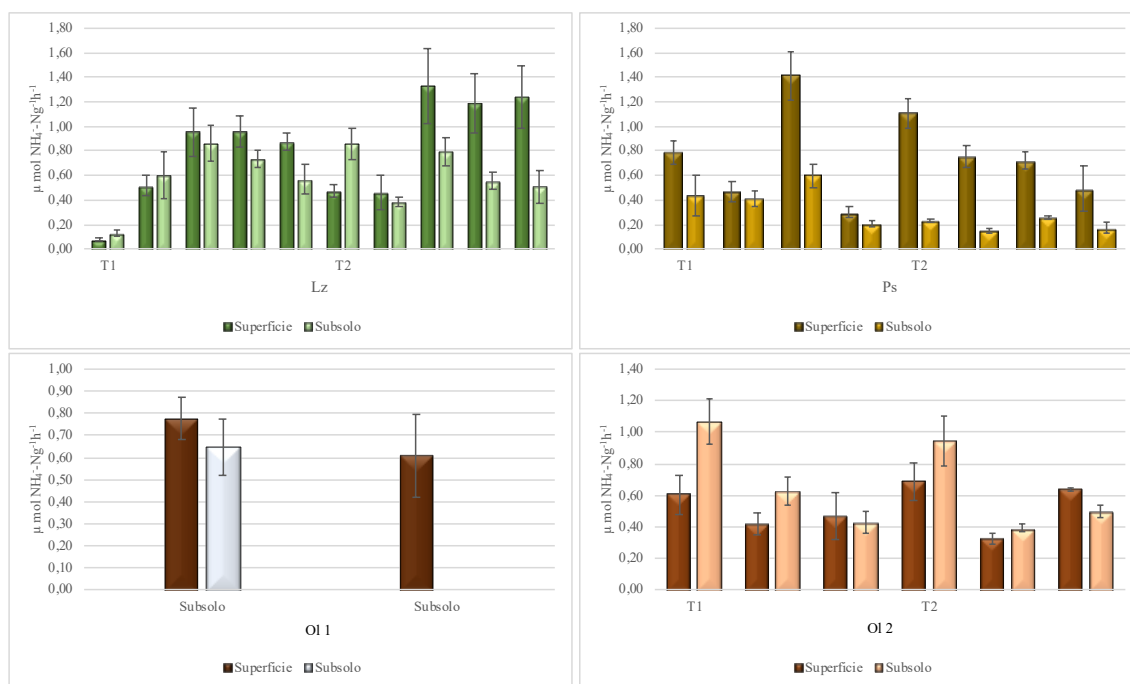 μ mol NH₄⁻-Ng⁻¹h⁻¹
1,80
1,60
1,40
1,20
1,00
0,80
0,60
0,40
0,20
0,00
T1 T2
Lz
Superfície Subsolo
μ mol NH₄⁻-Ng⁻¹h⁻¹
1,80
1,60
1,40
1,20
1,00
0,80
0,60
0,40
0,20
0,00
T1 T2
Ps
Superfície Subsolo
μ mol NH₄⁻-Ng⁻¹h⁻¹
1,00
0,90
0,80
0,70
0,60
0,50
0,40
0,30
0,20
0,10
0,00
Subsolo Subsolo
Ol 1
Superfície Subsolo
μ mol NH₄⁻-Ng⁻¹h⁻¹
1,40
1,20
1,00
0,80
0,60
0,40
0,20
0,00
T1 T2
Ol 2
Superfície Subsolo